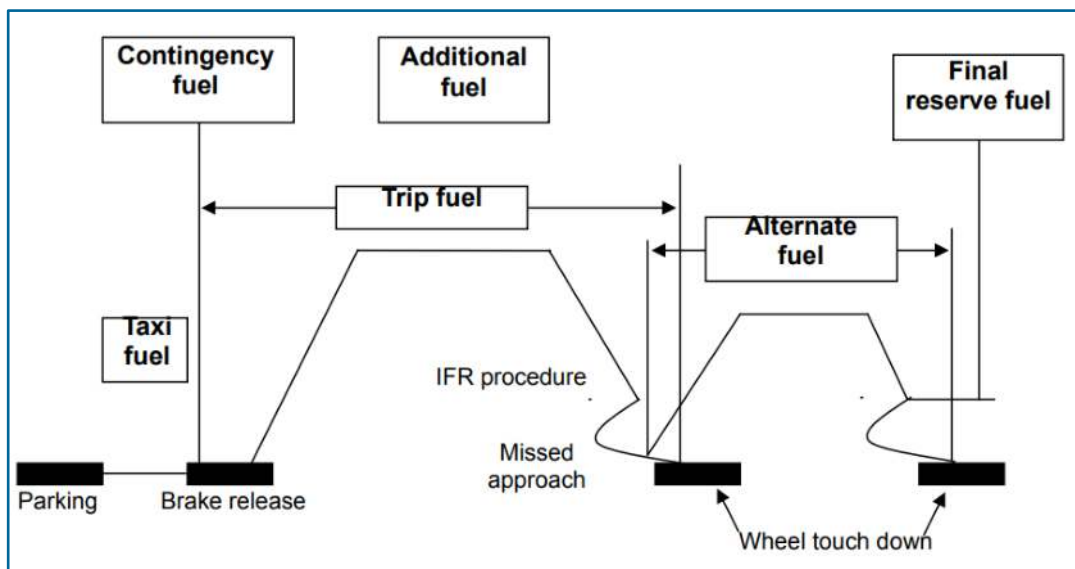 Contingency
fuel
Additional
fuel
Final
reserve fuel
Trip fuel
Alternate
fuel
Taxi
fuel
IFR procedure
Missed
approach
Parking
Brake release
Wheel touch down